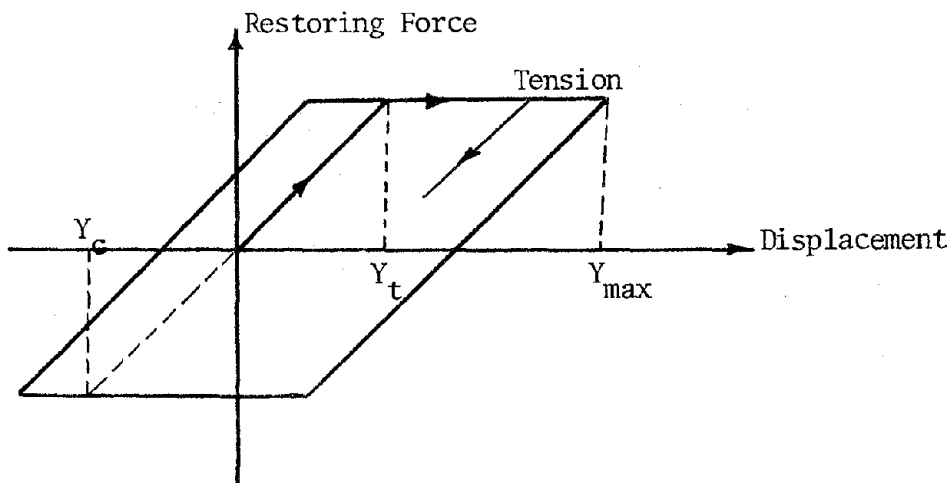 Restoring Force
Tension
Y_c
Displacement
Y_t
Y_max